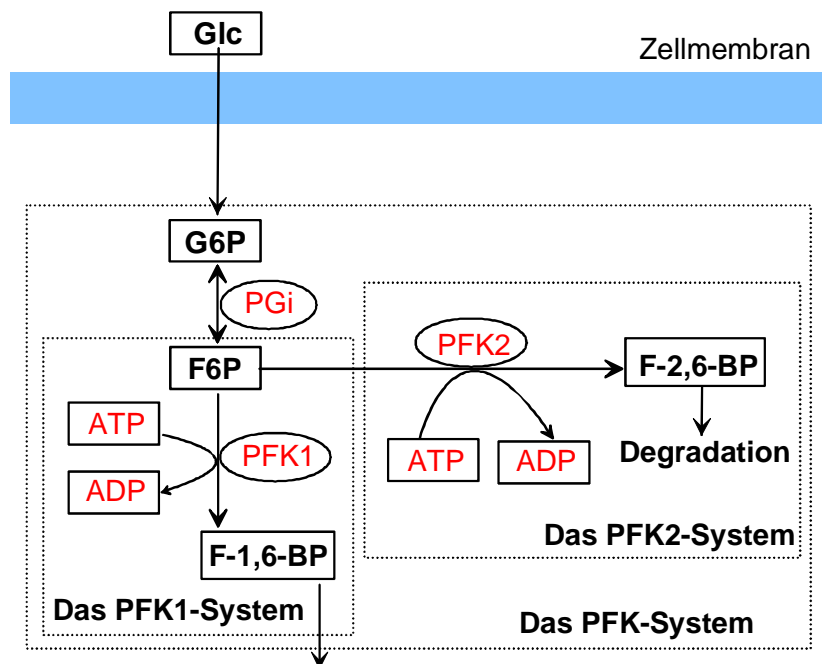 Glc
Zellmembran
G6P
PGi
F6P
PFK2
F-2,6-BP
ATP
PFK1
ADP
ATP
ADP
Degradation
F-1,6-BP
Das PFK2-System
Das PFK1-System
Das PFK-System